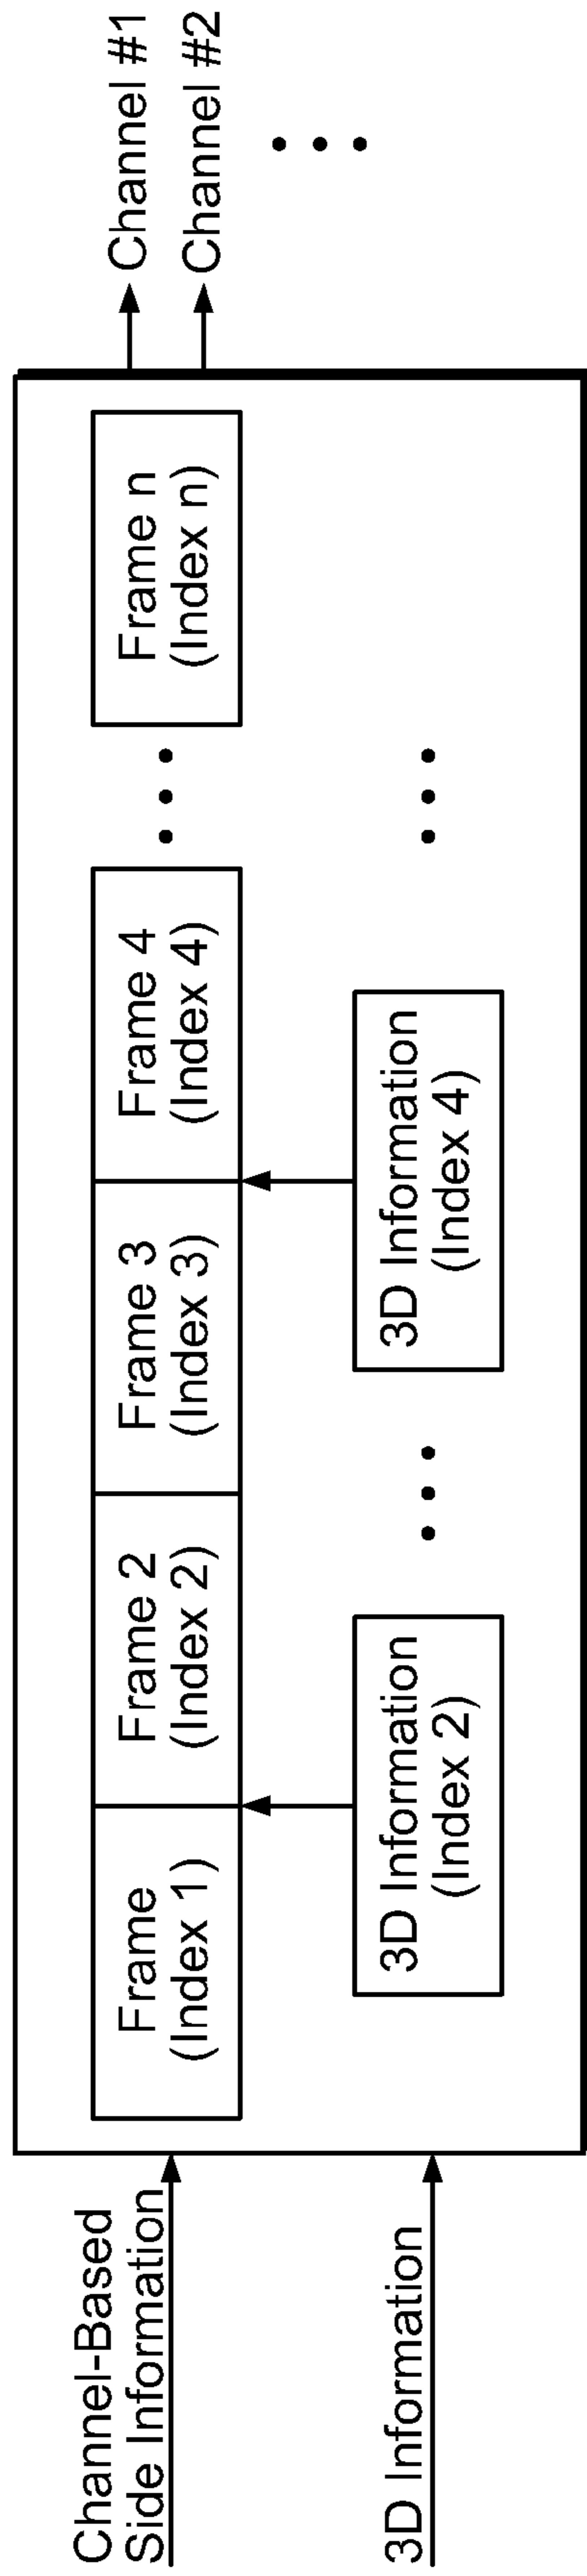 Channel-Based
Side Information
3D Information
Frame
(Index 1)
Frame 2
(Index 2)
Frame 3
(Index 3)
Frame 4
(Index 4)
Frame n
(Index n)
3D Information
(Index 2)
3D Information
(Index 4)
Channel #1
Channel #2